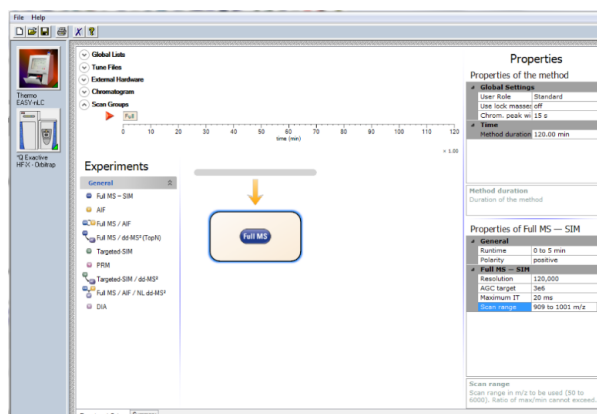 File Help
Global Lists
Tune Files
External Hardware
Chromatogram
Scan Groups
Full
0 10 20 30 40 50 60 70 80 90 100 110 120
time (min)
× 1.00
Thermo
EASY-nLC
*Q Exactive
HF-X - Orbitrap
Experiments
General
Full MS – SIM
AIF
Full MS / AIF
Full MS / dd-MS² (TopN)
Targeted-SIM
PRM
Targeted-SIM / dd-MS²
Full MS / AIF / NL dd-MS²
DIA
Full MS
Properties
Properties of the method
Global Settings
User Role Standard
Use lock masses off
Chrom. peak wi 15 s
Time
Method duration 120.00 min
Method duration
Duration of the method
Properties of Full MS — SIM
General
Runtime 0 to 5 min
Polarity positive
Full MS — SIM
Resolution 120,000
AGC target 3e6
Maximum IT 20 ms
Scan range 909 to 1001 m/z
Scan range
Scan range in m/z to be used (50 to
6000). Ratio of max/min cannot exceed
Summary